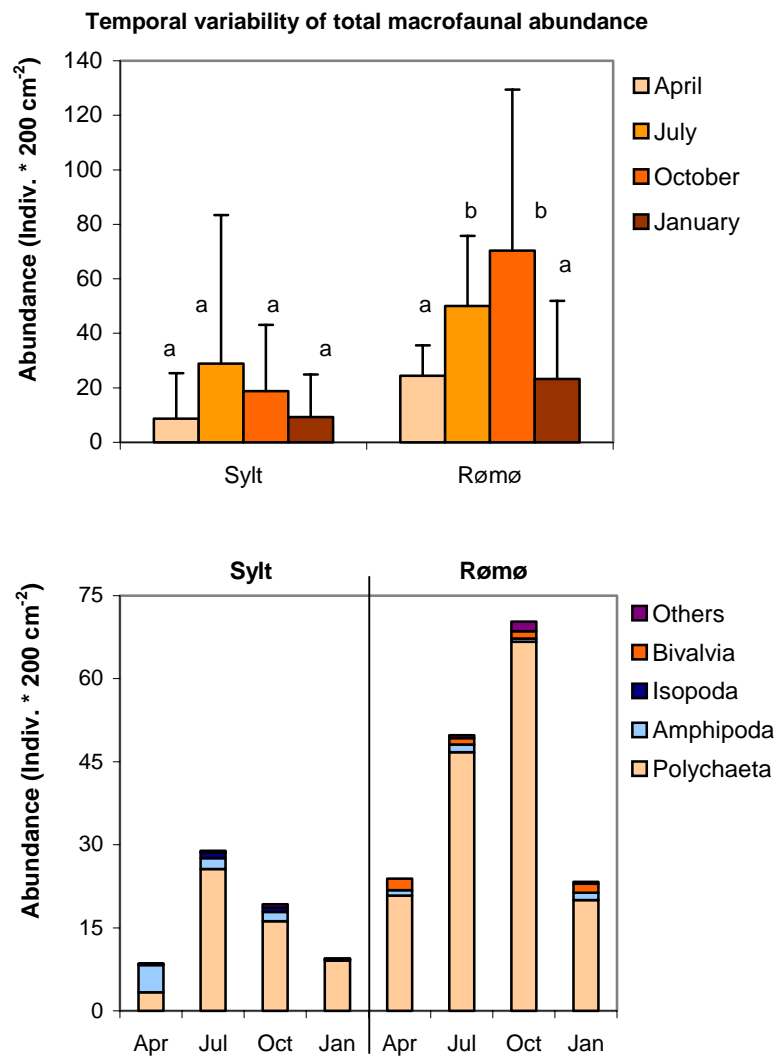 Temporal variability of total macrofaunal abundance
Abundance (Indiv. * 200 cm-2)
140
120
100
80
60
40
20
0
a
a
a
a
a
b
b
a
Sylt
Rømø
April
July
October
January
Sylt
Rømø
Abundance (Indiv. * 200 cm-2)
75
60
45
30
15
0
Apr
Jul
Oct
Jan
Apr
Jul
Oct
Jan
Others
Bivalvia
Isopoda
Amphipoda
Polychaeta